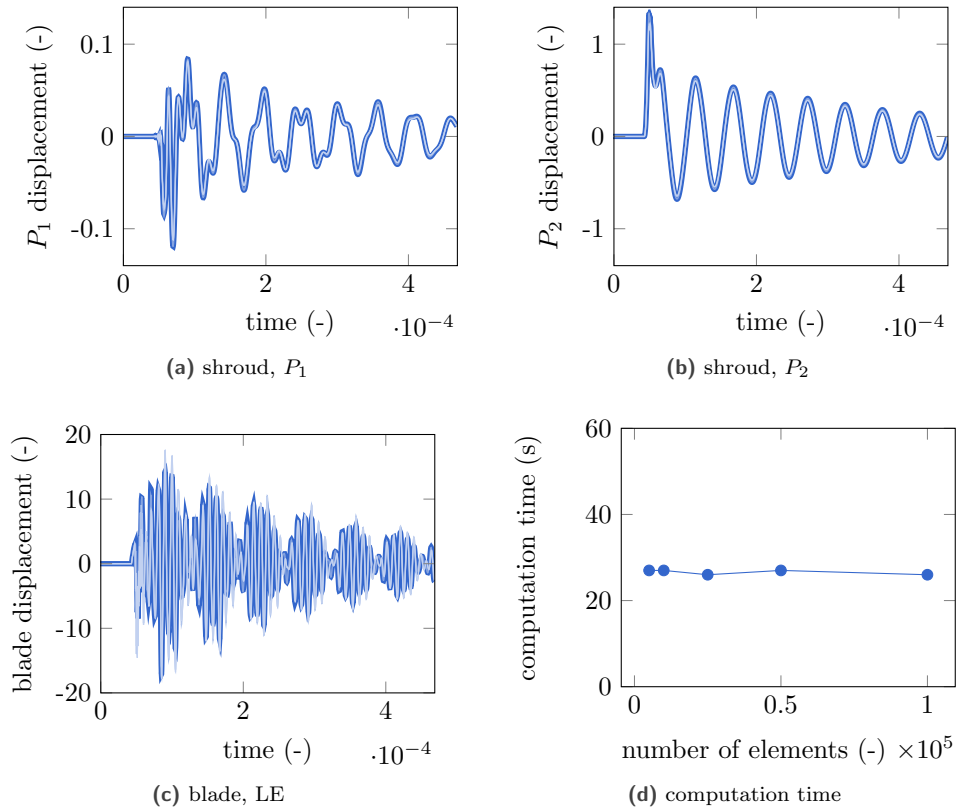 0.1
0
-0.1
P₁ displacement (-)
0
2
4
time (-)
·10⁻⁴
(a) shroud, P₁
1
0
-1
P₂ displacement (-)
0
2
4
time (-)
·10⁻⁴
(b) shroud, P₂
20
10
0
-10
-20
blade displacement (-)
0
2
4
time (-)
·10⁻⁴
(c) blade, LE
60
40
20
0
computation time (s)
0
0.5
1
number of elements (-) ×10⁵
(d) computation time